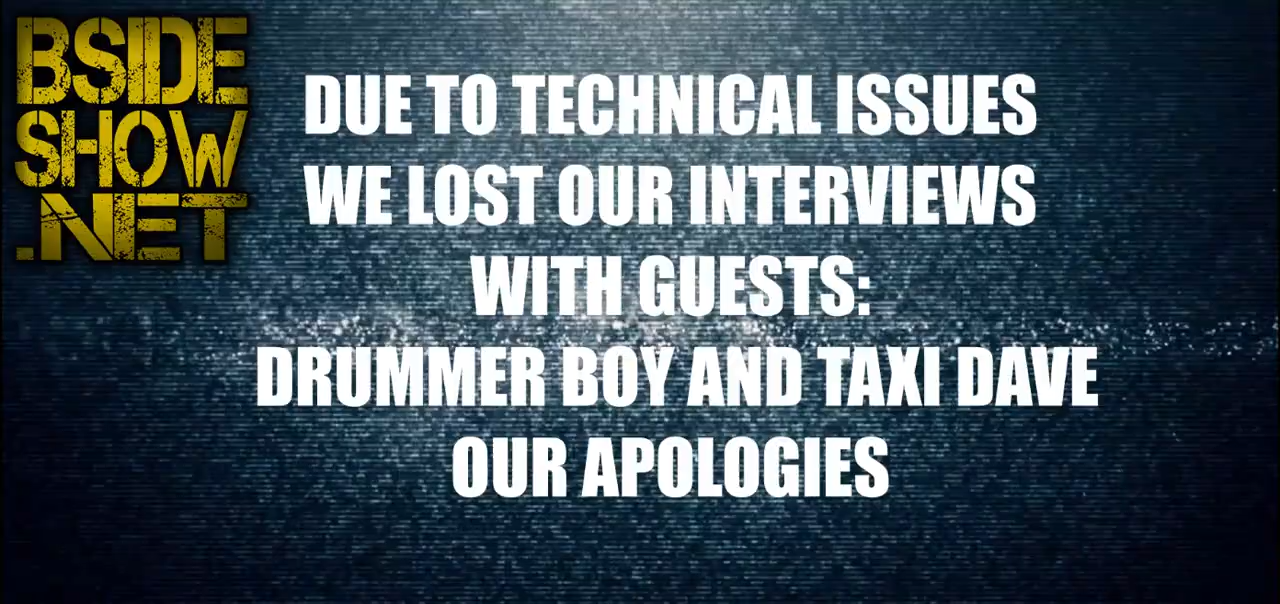 BSIDE
SHOW
.NET
DUE TO TECHNICAL ISSUES
WE LOST OUR INTERVIEWS
WITH GUESTS:
DRUMMER BOY AND TAXI DAVE
OUR APOLOGIES